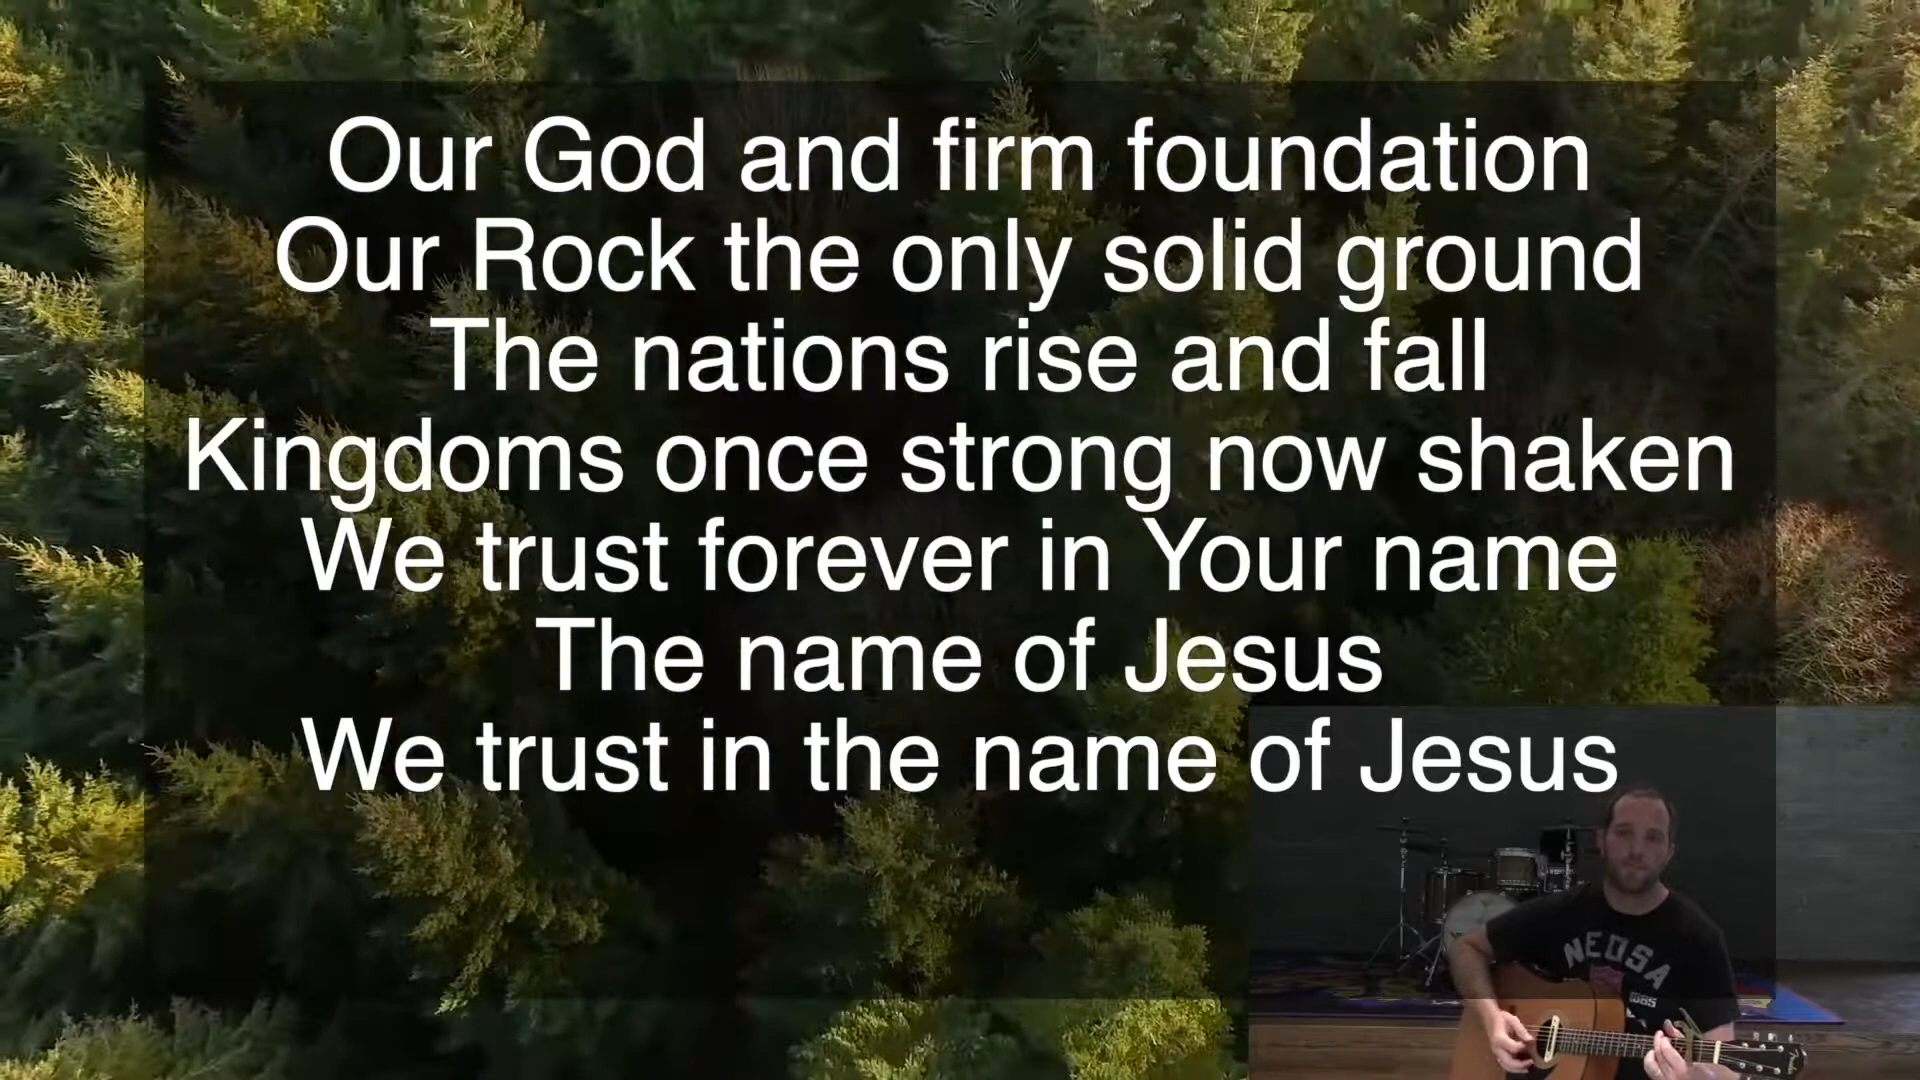 Our God and firm foundation
Our Rock the only solid ground
The nations rise and fall
Kingdoms once strong now shaken
We trust forever in Your name
The name of Jesus
We trust in the name of Jesus
NEOSA